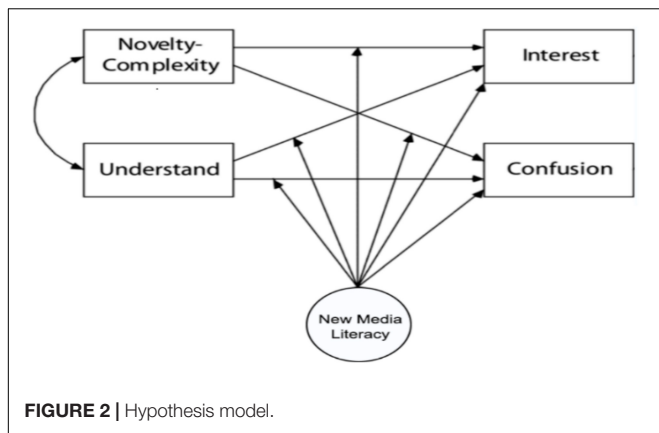 Novelty-
Complexity
Interest
Understand
Confusion
New Media
Literacy
FIGURE 2 | Hypothesis model.